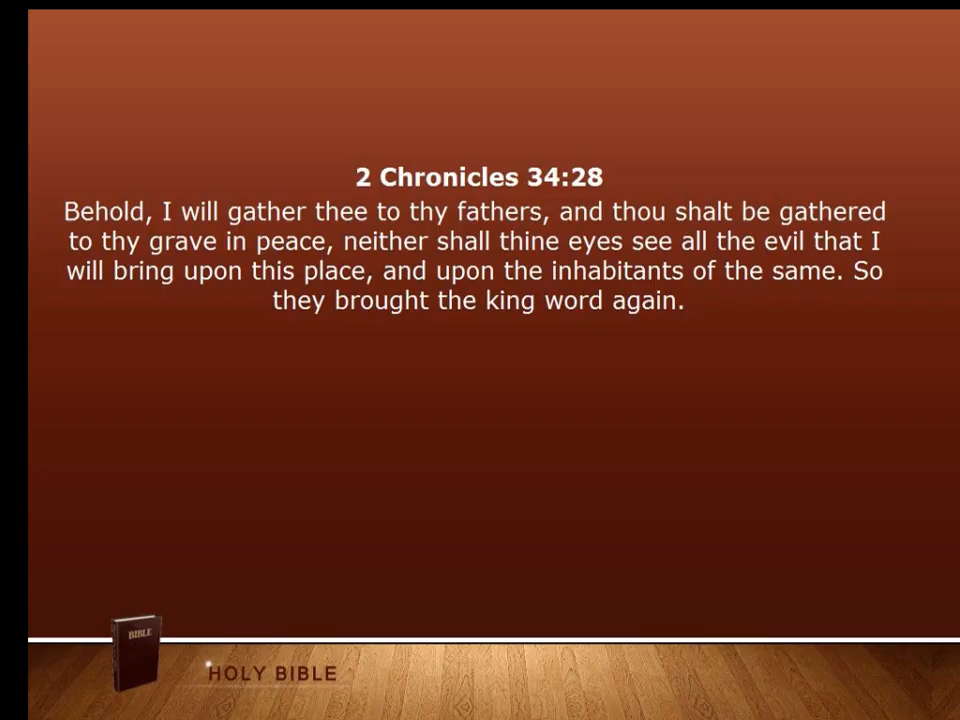 2 Chronicles 34:28
Behold, I will gather thee to thy fathers, and thou shalt be gathered
to thy grave in peace, neither shall thine eyes see all the evil that I
will bring upon this place, and upon the inhabitants of the same. So
they brought the king word again.
BIBLE
HOLY BIBLE